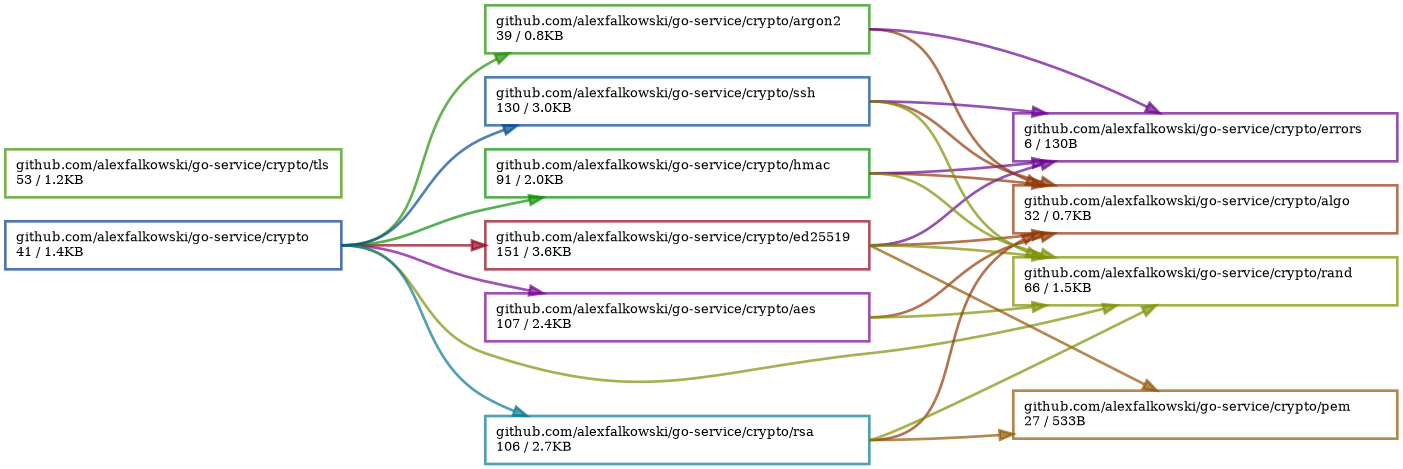 github.com/alexfalkowski/go-service/crypto/tls
53 / 1.2KB
github.com/alexfalkowski/go-service/crypto
41 / 1.4KB
github.com/alexfalkowski/go-service/crypto/argon2
39 / 0.8KB
github.com/alexfalkowski/go-service/crypto/ssh
130 / 3.0KB
github.com/alexfalkowski/go-service/crypto/hmac
91 / 2.0KB
github.com/alexfalkowski/go-service/crypto/ed25519
151 / 3.6KB
github.com/alexfalkowski/go-service/crypto/aes
107 / 2.4KB
github.com/alexfalkowski/go-service/crypto/rsa
106 / 2.7KB
github.com/alexfalkowski/go-service/crypto/errors
6 / 130B
github.com/alexfalkowski/go-service/crypto/algo
32 / 0.7KB
github.com/alexfalkowski/go-service/crypto/rand
66 / 1.5KB
github.com/alexfalkowski/go-service/crypto/pem
27 / 533B